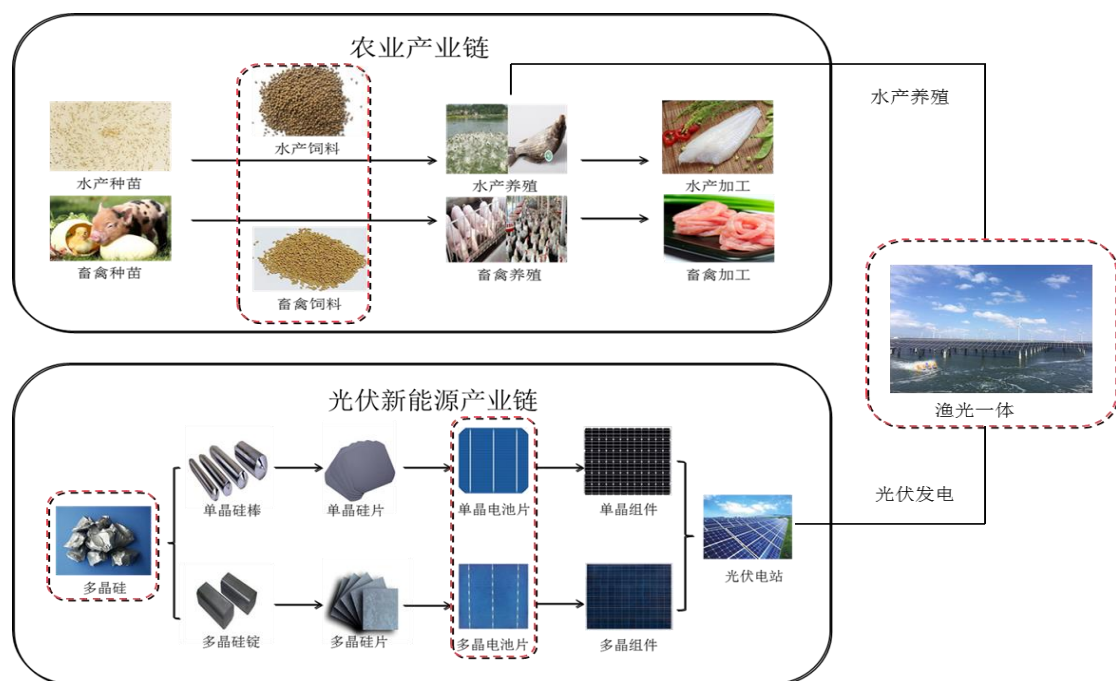 农业产业链
水产饲料
水产种苗
水产养殖
水产加工
畜禽种苗
畜禽饲料
畜禽养殖
畜禽加工
水产养殖
渔光一体
光伏发电
光伏新能源产业链
多晶硅
单晶硅棒
单晶硅片
单晶电池片
单晶组件
多晶硅锭
多晶硅片
多晶电池片
多晶组件
光伏电站